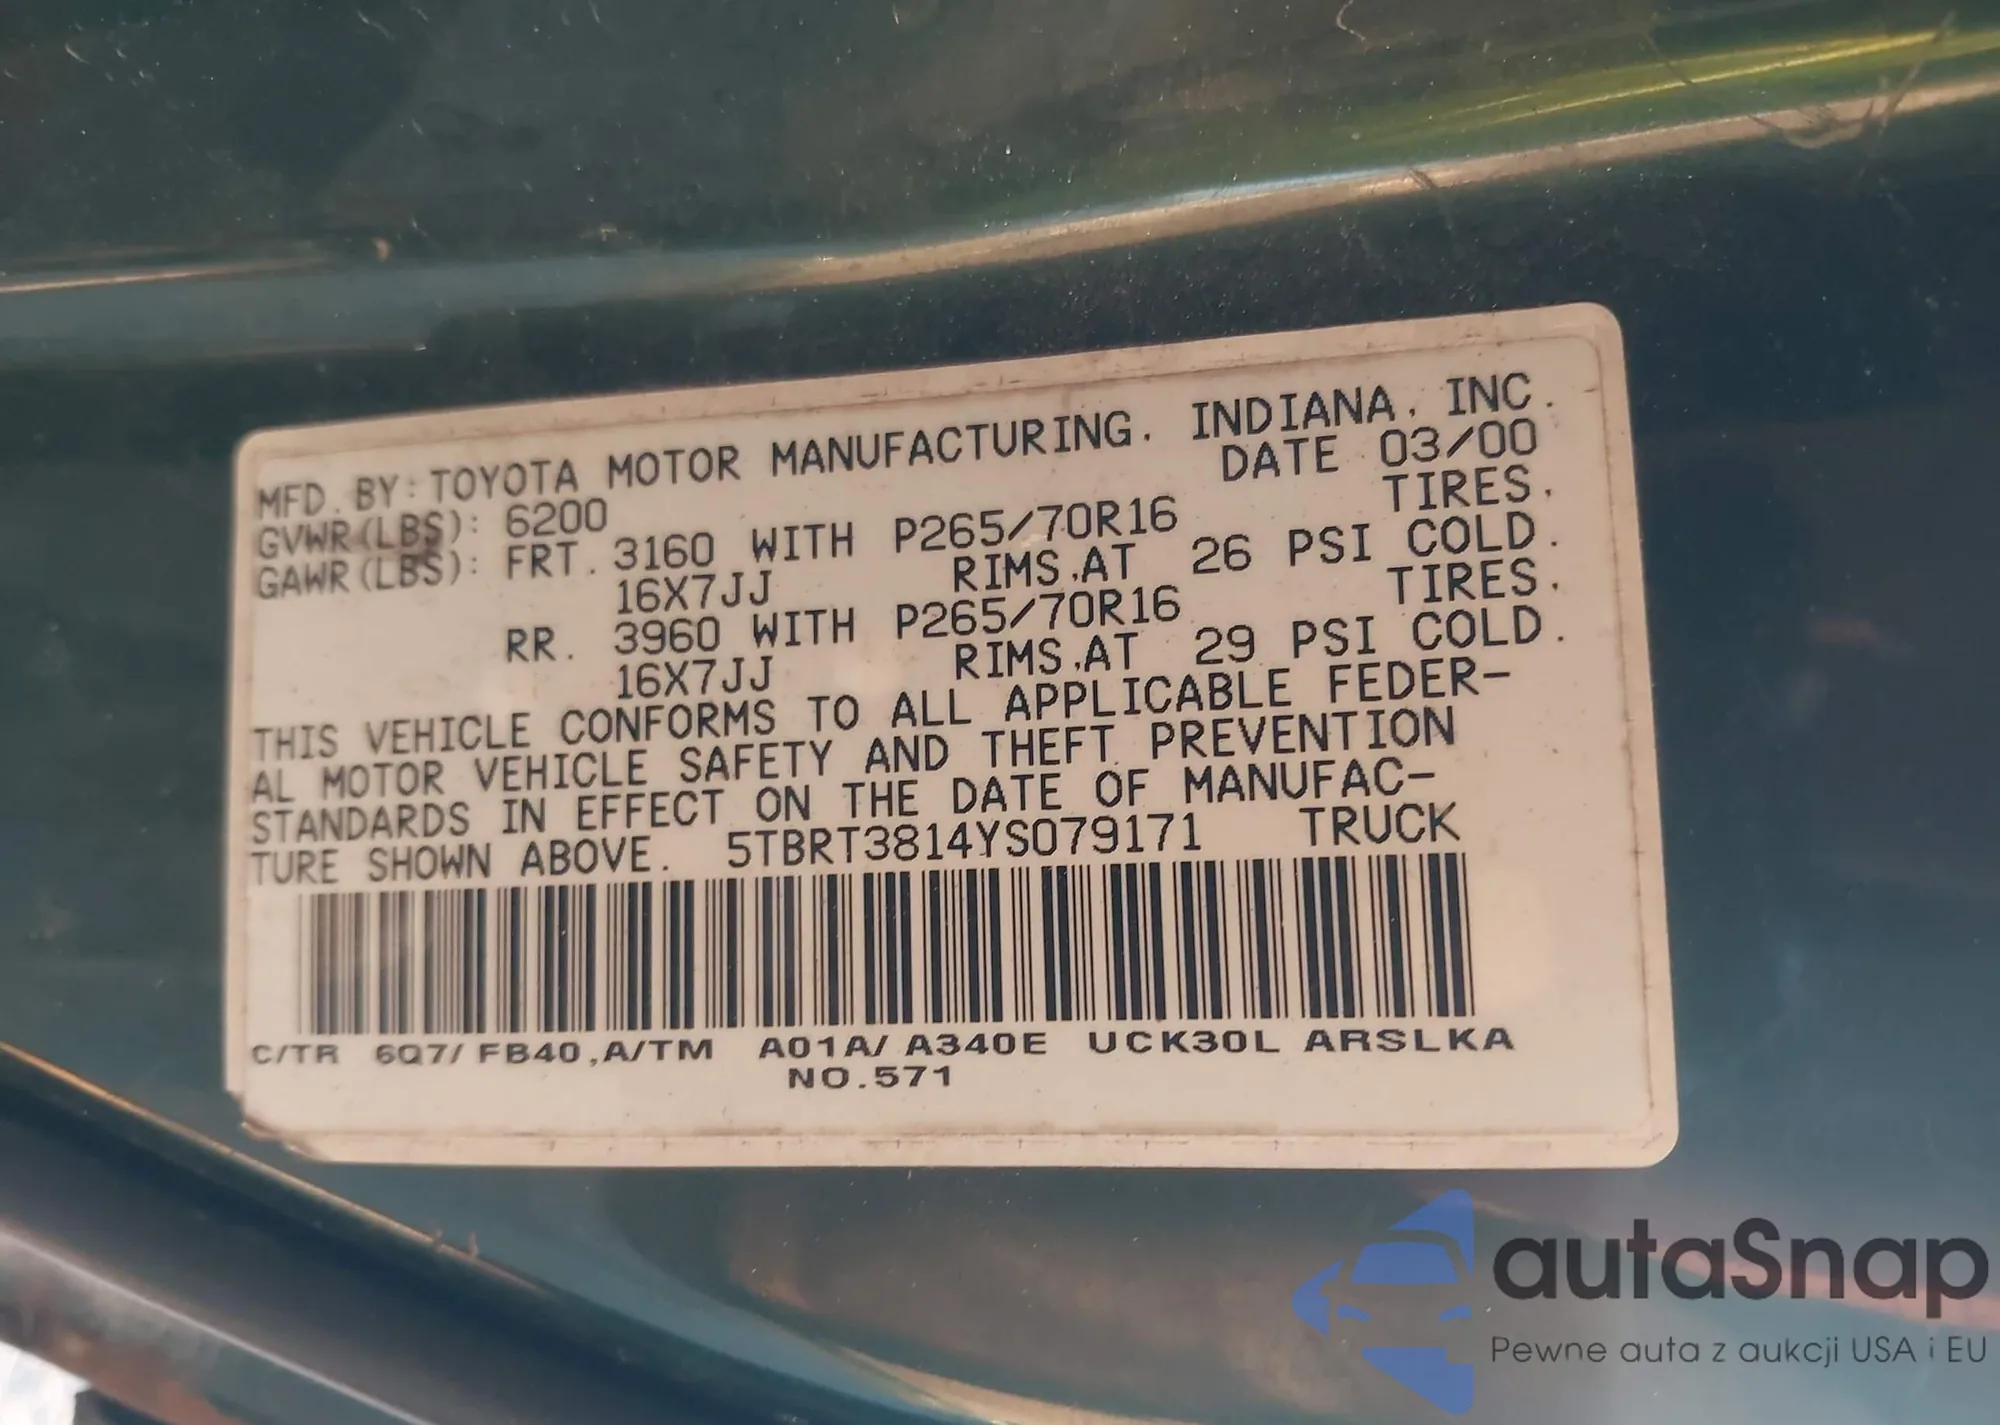 MFD. BY: TOYOTA MOTOR MANUFACTURING, INDIANA, INC.
GVWR(LBS): 6200 DATE 03/00
GAWR(LBS): FRT. 3160 WITH P265/70R16 TIRES,
16X7JJ RIMS,AT 26 PSI COLD.
RR. 3960 WITH P265/70R16 TIRES,
16X7JJ RIMS,AT 29 PSI COLD.
THIS VEHICLE CONFORMS TO ALL APPLICABLE FEDER-
AL MOTOR VEHICLE SAFETY AND THEFT PREVENTION
STANDARDS IN EFFECT ON THE DATE OF MANUFAC-
TURE SHOWN ABOVE. 5TBRT3814YS079171 TRUCK
C/TR 6Q7/ FB40,A/TM A01A/ A340E UCK30L ARSLKA
NO.571
autaSnap
Pewne auta z aukcji USA i EU